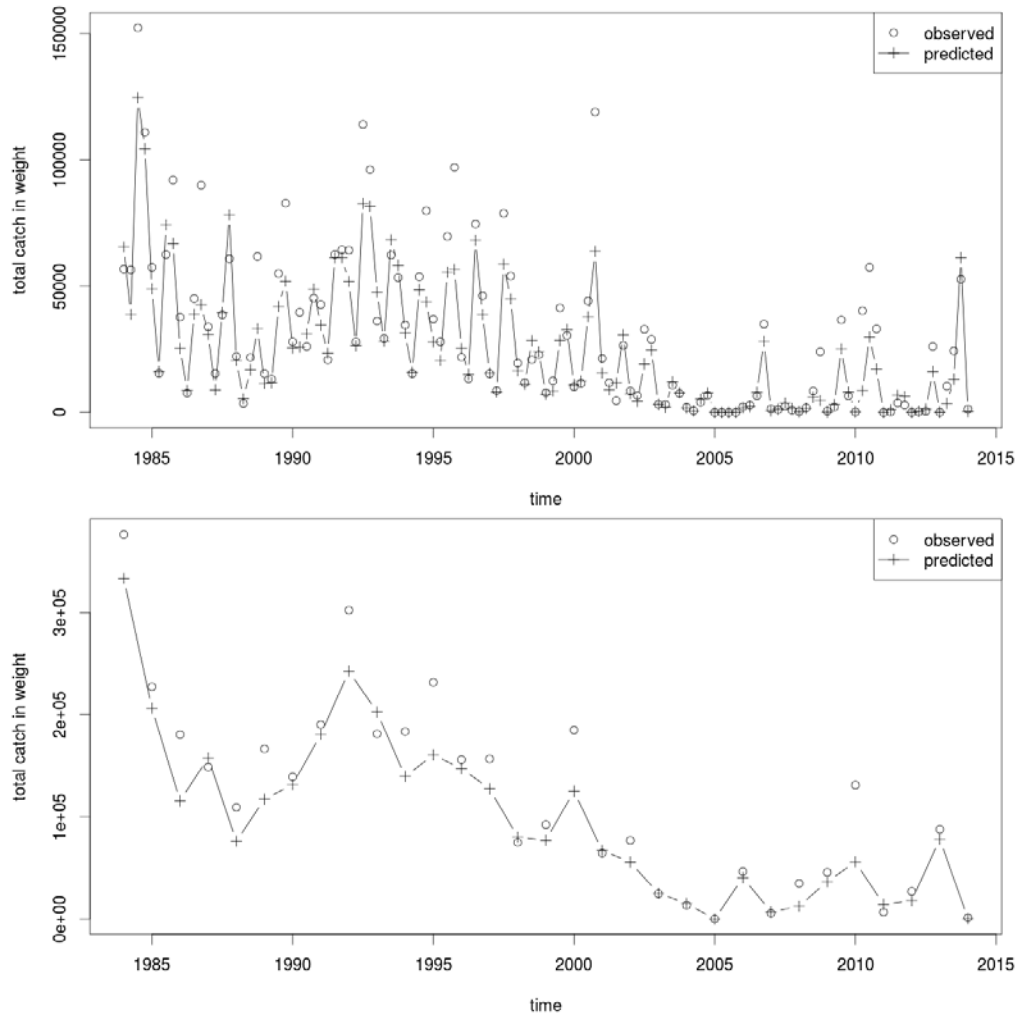 observed
predicted
total catch in weight
150000
100000
50000
0
1985 1990 1995 2000 2005 2010 2015
time
observed
predicted
total catch in weight
3e+05
2e+05
1e+05
0e+00
1985 1990 1995 2000 2005 2010 2015
time